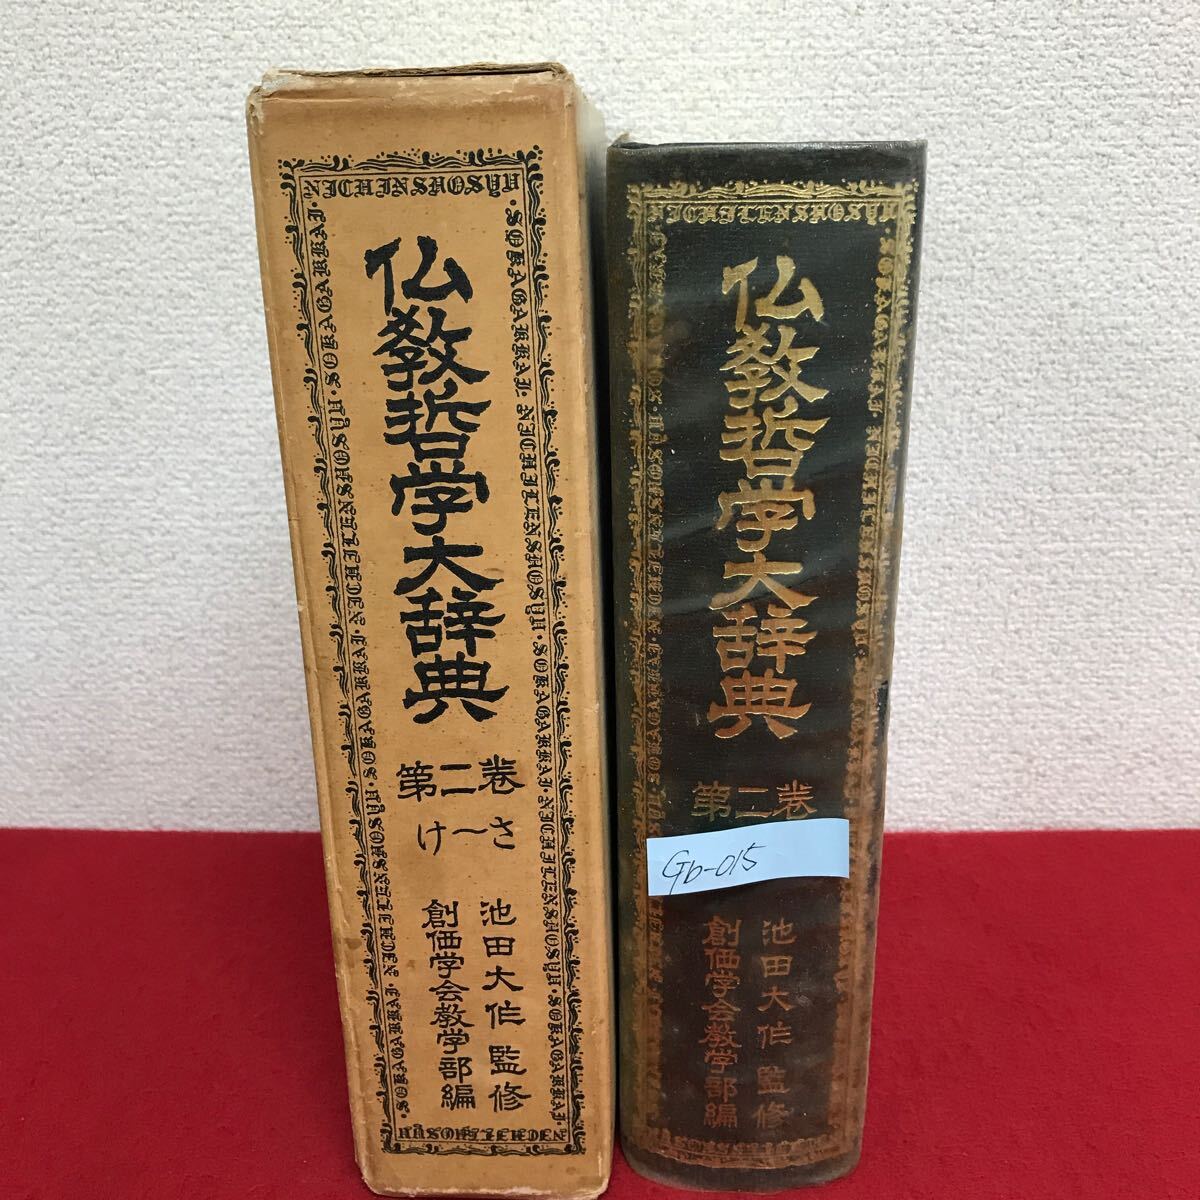 仏教哲学大辞典
第二巻
け〜さ
池田大作 監修
創価学会教学部編
仏教哲学大辞典
第二巻
Gb-015
池田大作 監修
創価学会教学部編